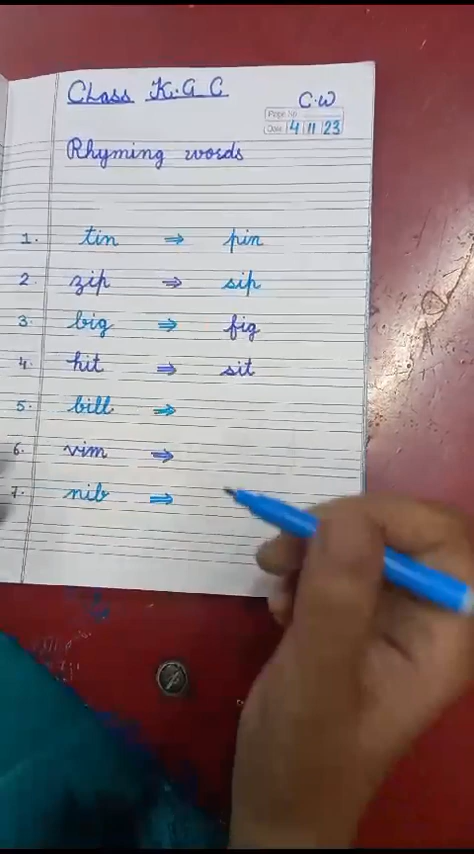 Class K.G C
C.W
Page No
Date 4 11 23
Rhyming words
1. tin ⇒ pin
2. zip ⇒ sip
3. big ⇒ fig
4. hit ⇒ sit
5. bill ⇒
6. vim ⇒
7. nib ⇒